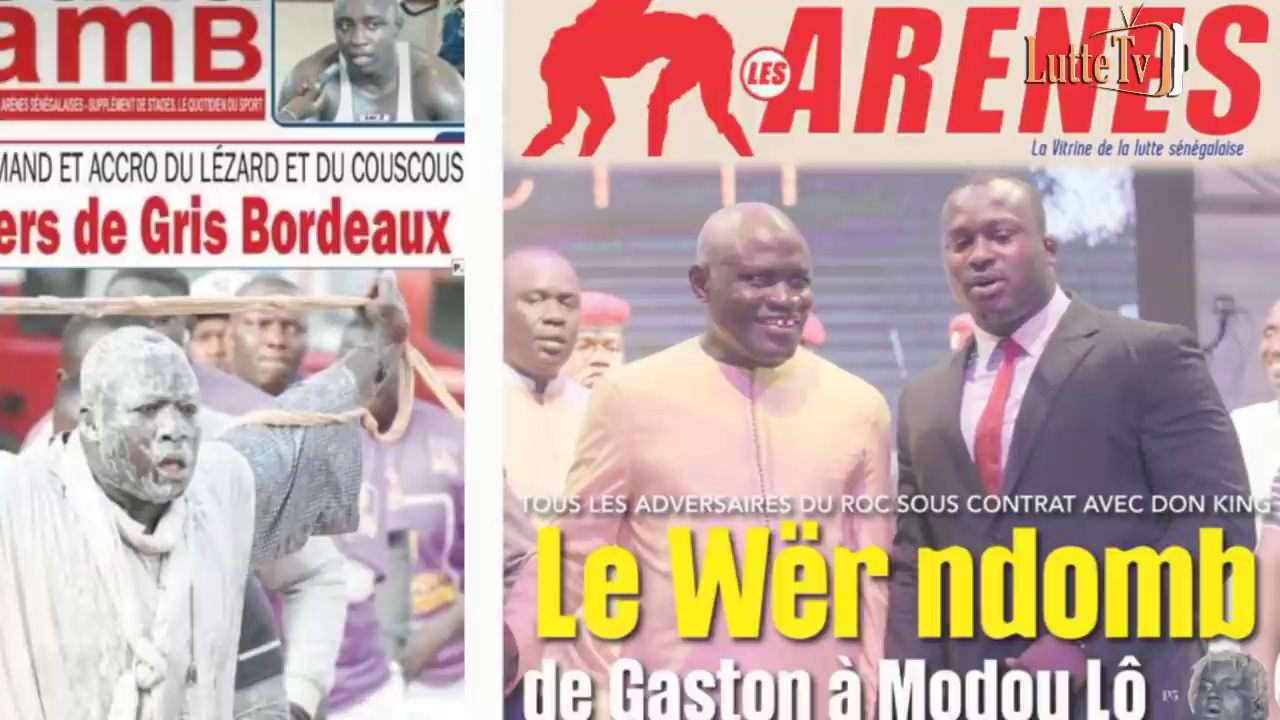 amB
ARÈNES SÉNÉGALAISES - SUPPLÉMENT DE STADES, LE QUOTIDIEN DU SPORT
MAND ET ACCRO DU LÉZARD ET DU COUSCOUS
ers de Gris Bordeaux
P.
LES ARENES
Lutte Tv
La Vitrine de la lutte sénégalaise
TOUS LES ADVERSAIRES DU ROC SOUS CONTRAT AVEC DON KING
Le Wër ndomb
de Gaston à Modou Lô
P5